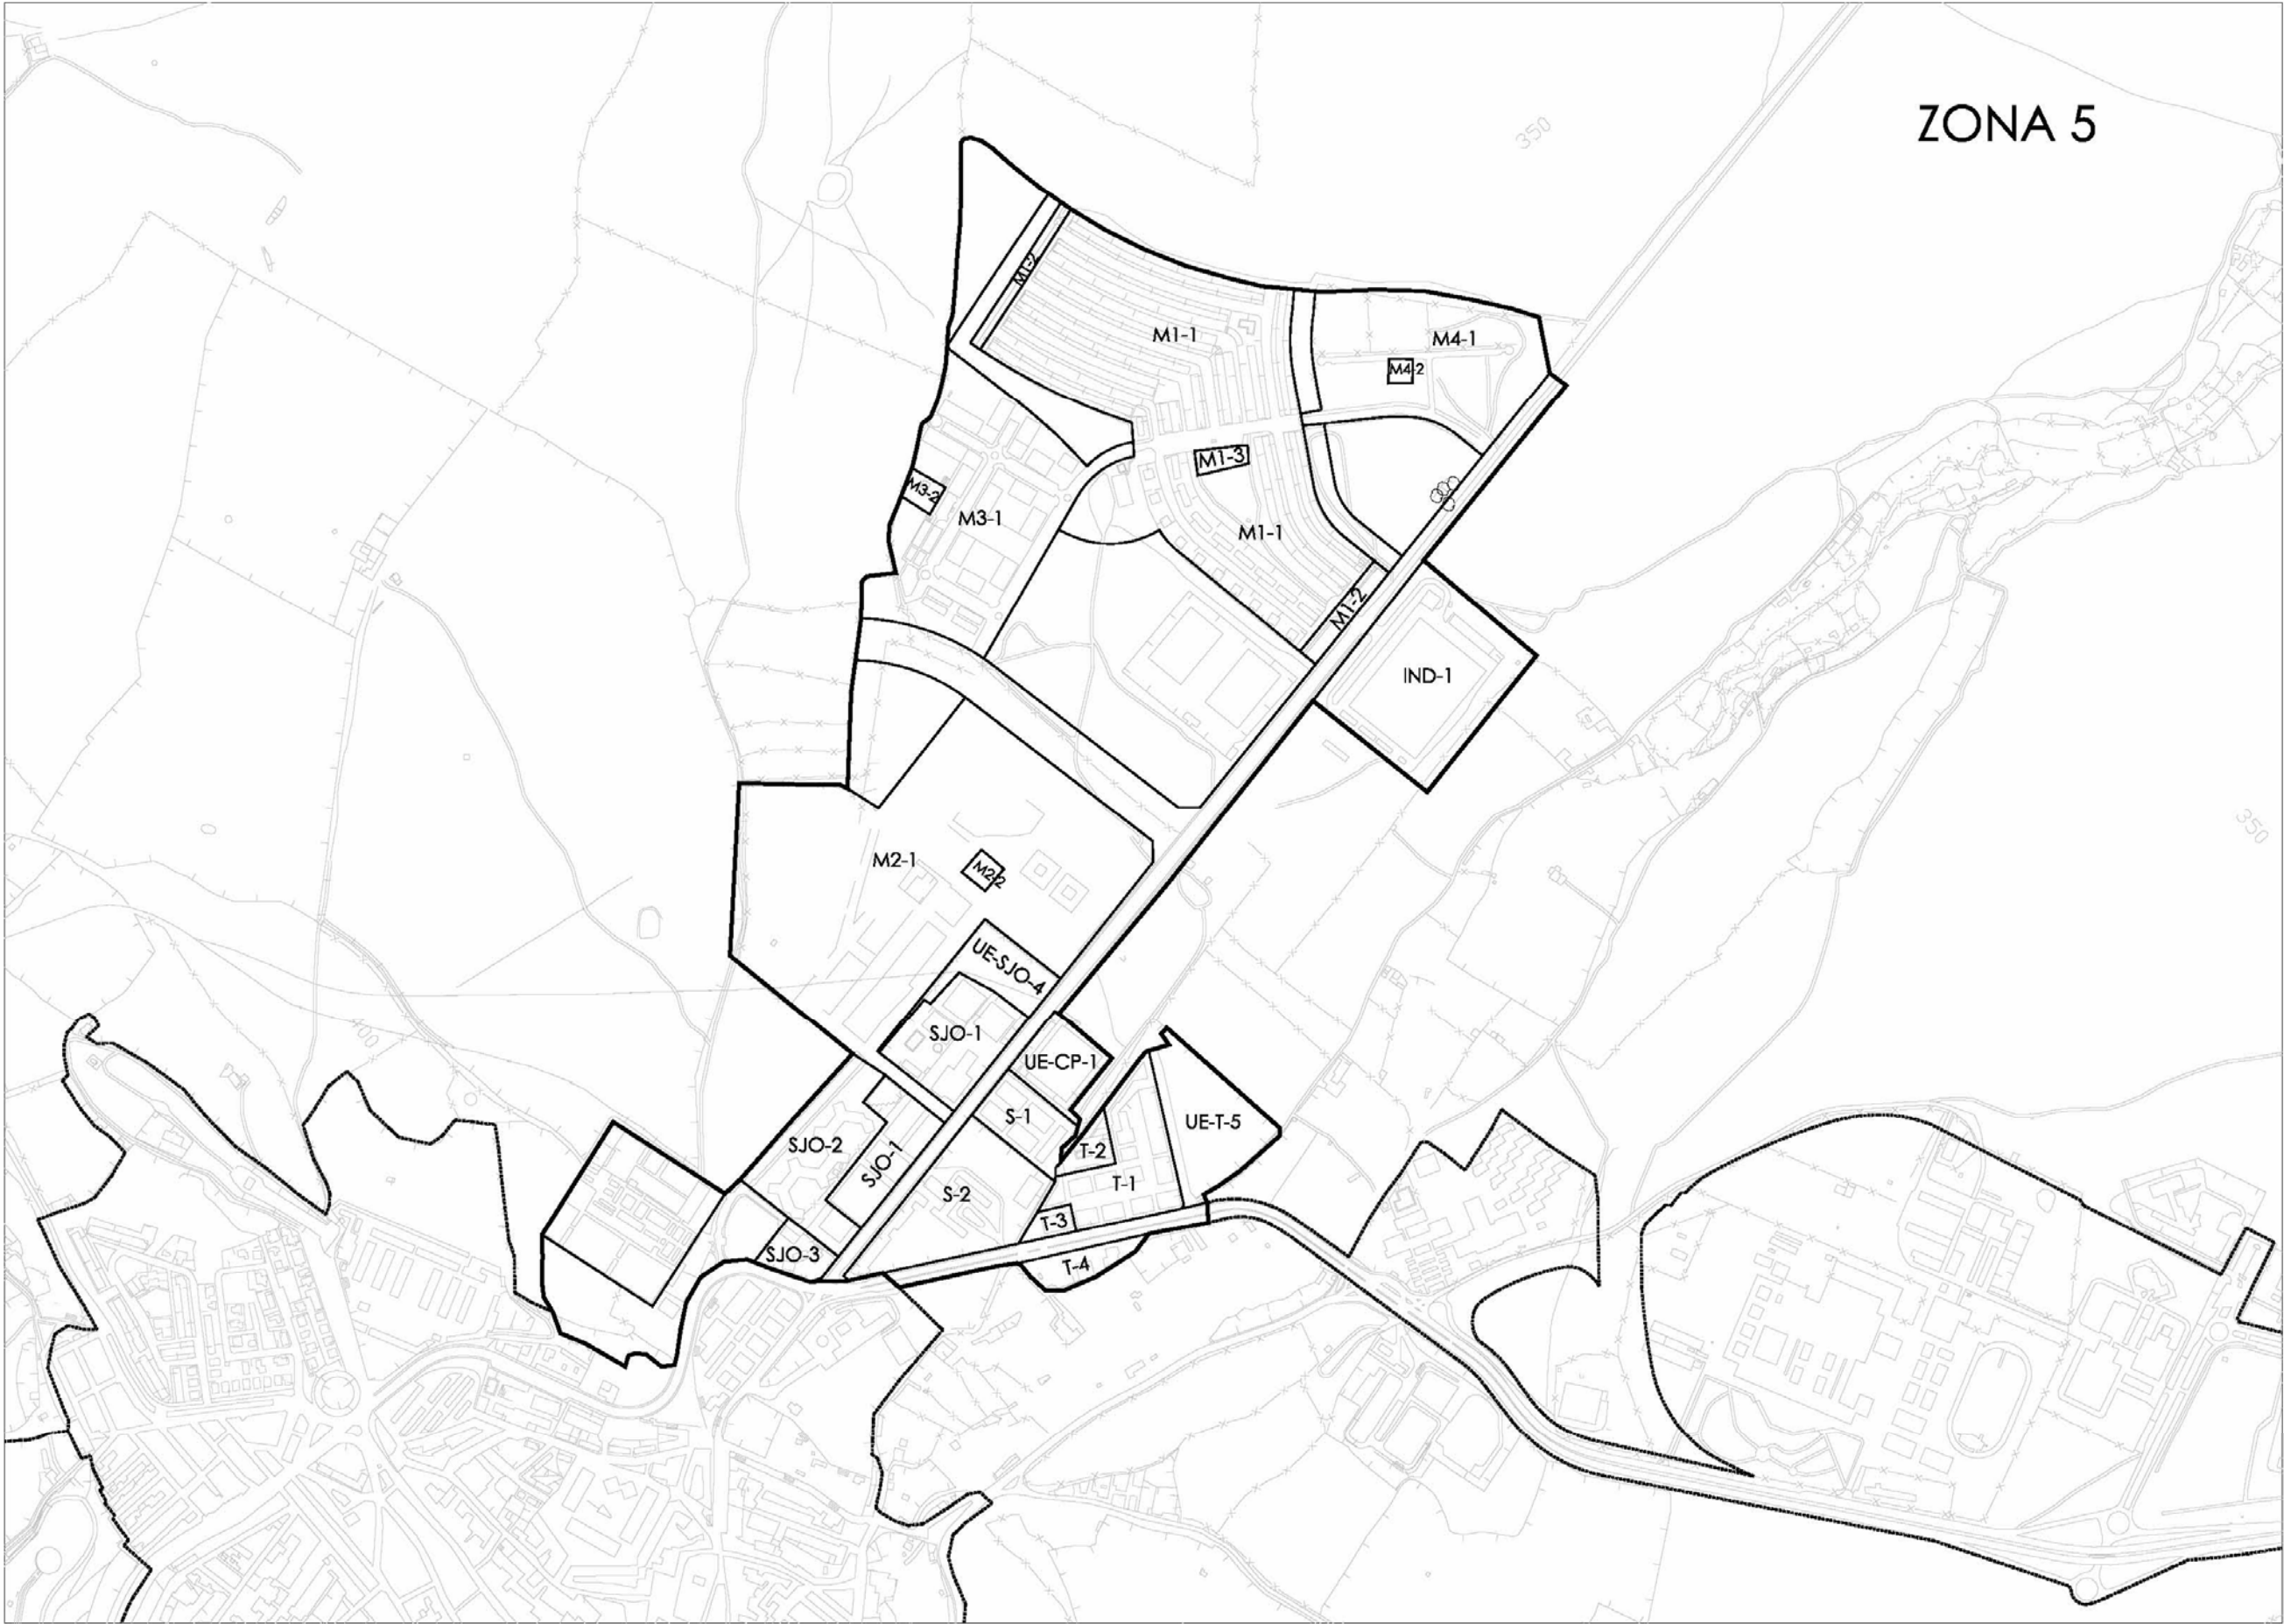 ZONA 5
350
M1-2
M1-1
M4-1
M4-2
M1-3
M3-2
M3-1
M1-1
M1-2
IND-1
350
M2-1
M2-2
UE-SJO-4
400
SJO-1
UE-CP-1
S-1
UE-T-5
SJO-2
T-2
SJO-1
T-1
S-2
T-3
SJO-3
T-4